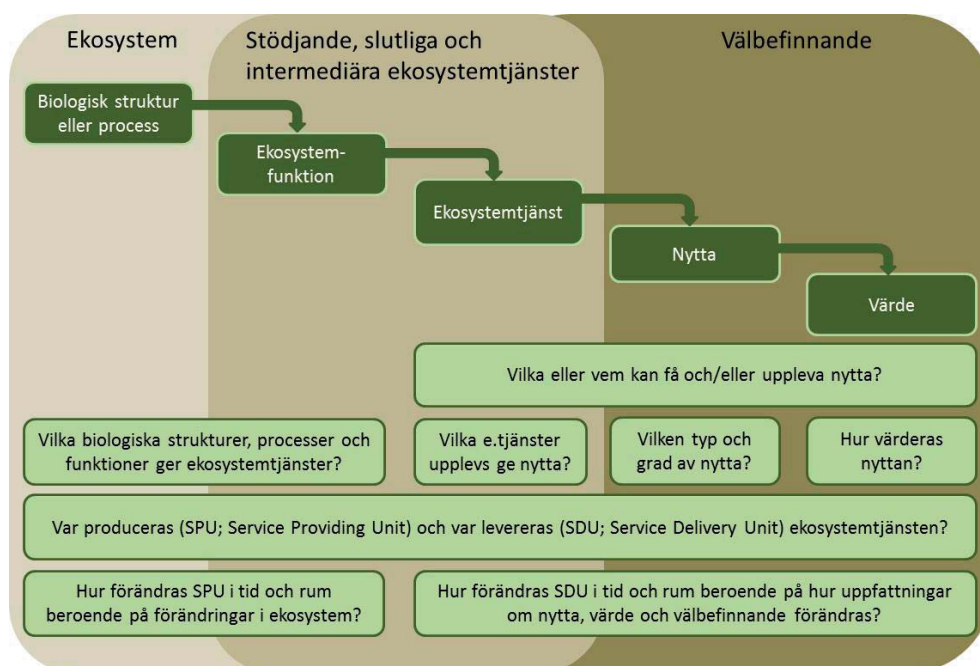 Ekosystem
Stödjande, slutliga och
intermediära ekosystemtjänster
Välbefinnande
Biologisk struktur
eller process
Ekosystem-
funktion
Ekosystemtjänst
Nytta
Värde
Vilka eller vem kan få och/eller uppleva nytta?
Vilka biologiska strukturer, processer och
funktioner ger ekosystemtjänster?
Vilka e.tjänster
upplevs ge nytta?
Vilken typ och
grad av nytta?
Hur värderas
nyttan?
Var produceras (SPU; Service Providing Unit) och var levereras (SDU; Service Delivery Unit) ekosystemtjänsten?
Hur förändras SPU i tid och rum
beroende på förändringar i ekosystem?
Hur förändras SDU i tid och rum beroende på hur uppfattningar
om nytta, värde och välbefinnande förändras?